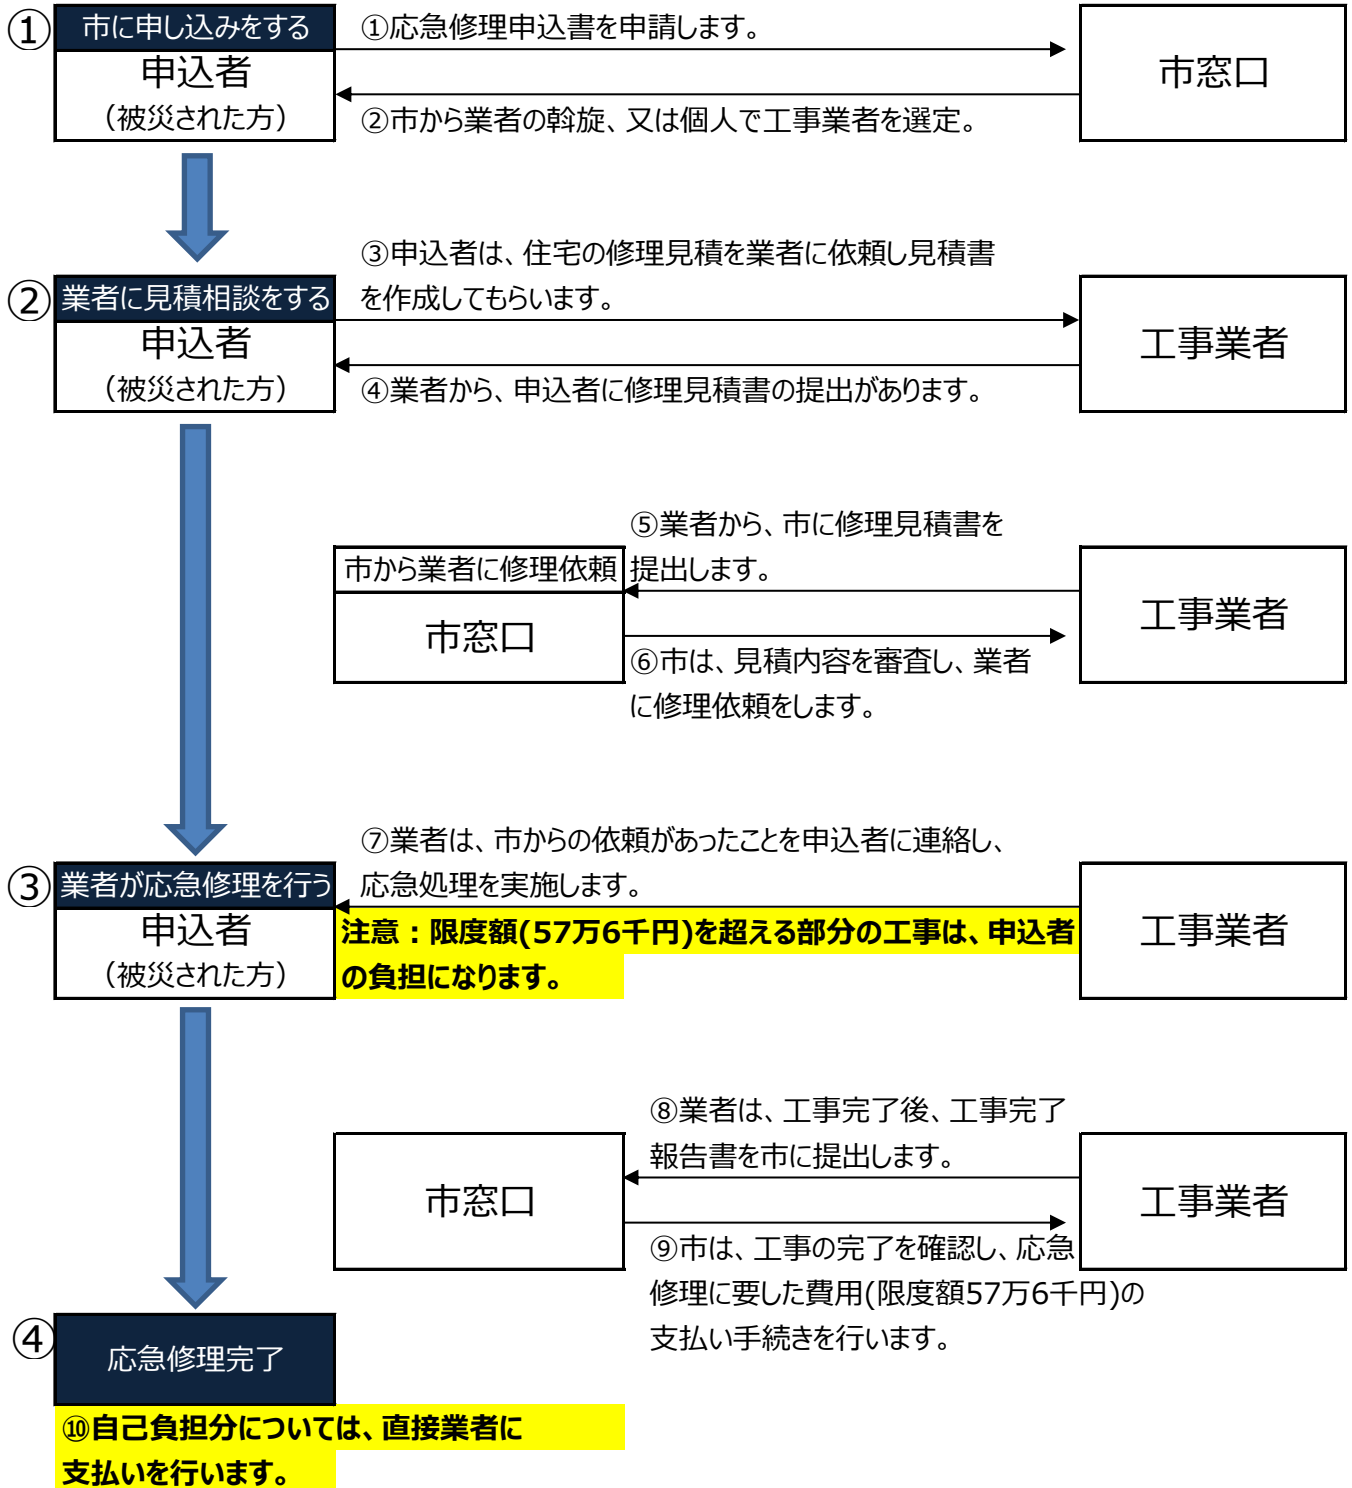 ①
市に申し込みをする
申込者
（被災された方）
①応急修理申込書を申請します。
②市から業者の斡旋、又は個人で工事業者を選定。
市窓口
②
業者に見積相談をする
申込者
（被災された方）
③申込者は、住宅の修理見積を業者に依頼し見積書
を作成してもらいます。
④業者から、申込者に修理見積書の提出があります。
工事業者
⑤業者から、市に修理見積書を
提出します。
市から業者に修理依頼
市窓口
⑥市は、見積内容を審査し、業者
に修理依頼をします。
工事業者
③
業者が応急修理を行う
申込者
（被災された方）
⑦業者は、市からの依頼があったことを申込者に連絡し、
応急処理を実施します。
注意：限度額(57万6千円)を超える部分の工事は、申込者
の負担になります。
工事業者
⑧業者は、工事完了後、工事完了
報告書を市に提出します。
市窓口
⑨市は、工事の完了を確認し、応急
修理に要した費用(限度額57万6千円)の
支払い手続きを行います。
工事業者
④
応急修理完了
⑩自己負担分については、直接業者に
支払いを行います。